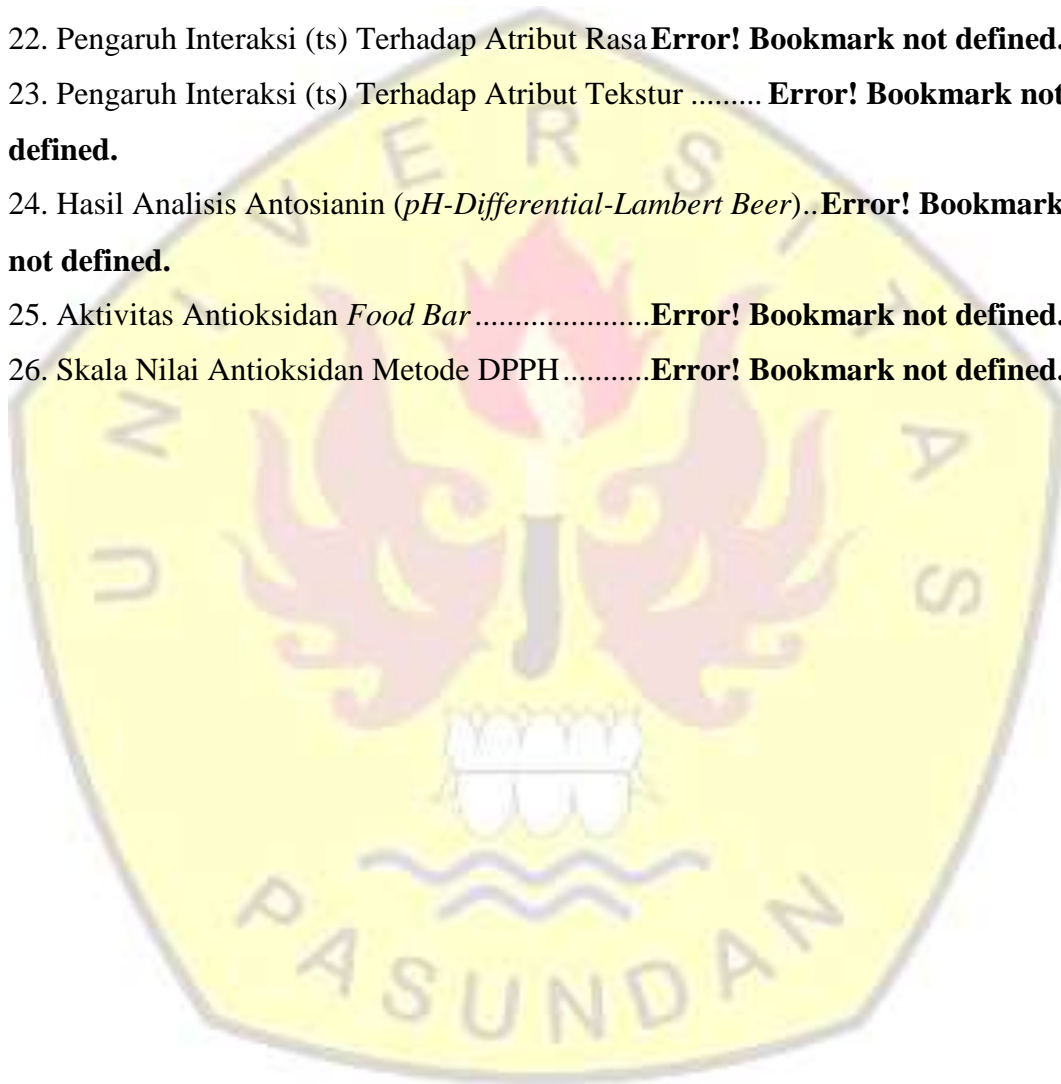 22. Pengaruh Interaksi (ts) Terhadap Atribut Rasa Error! Bookmark not defined.
23. Pengaruh Interaksi (ts) Terhadap Atribut Tekstur ......... Error! Bookmark not
defined.
24. Hasil Analisis Antosianin (pH-Differential-Lambert Beer)..Error! Bookmark
not defined.
25. Aktivitas Antioksidan Food Bar......................Error! Bookmark not defined.
26. Skala Nilai Antioksidan Metode DPPH...........Error! Bookmark not defined.
UNIVERSITAS
PASUNDAN